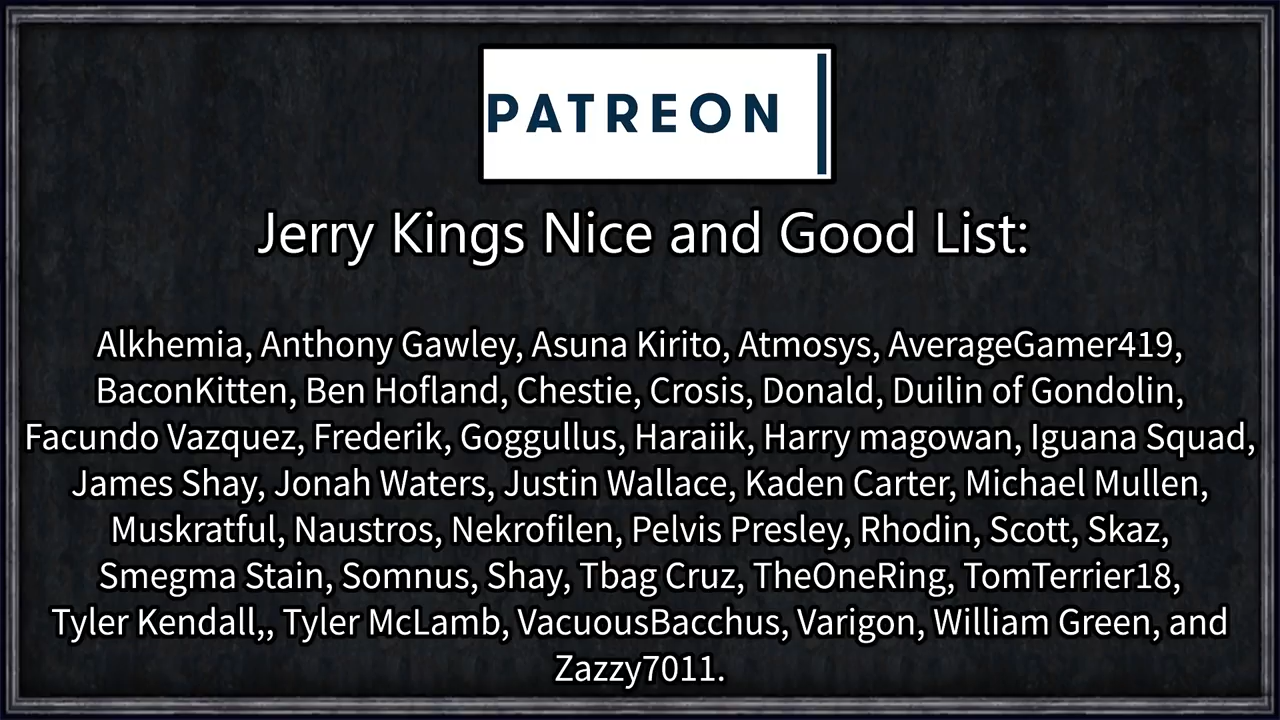 PATREON
Jerry Kings Nice and Good List:
Alkhemia, Anthony Gawley, Asuna Kirito, Atmosys, AverageGamer419,
BaconKitten, Ben Hofland, Chestie, Crosis, Donald, Duilin of Gondolin,
Facundo Vazquez, Frederik, Goggullus, Haraiik, Harry magowan, Iguana Squad,
James Shay, Jonah Waters, Justin Wallace, Kaden Carter, Michael Mullen,
Muskratful, Naustros, Nekrofilen, Pelvis Presley, Rhodin, Scott, Skaz,
Smegma Stain, Somnus, Shay, Tbag Cruz, TheOneRing, TomTerrier18,
Tyler Kendall,, Tyler McLamb, VacuousBacchus, Varigon, William Green, and
Zazzy7011.